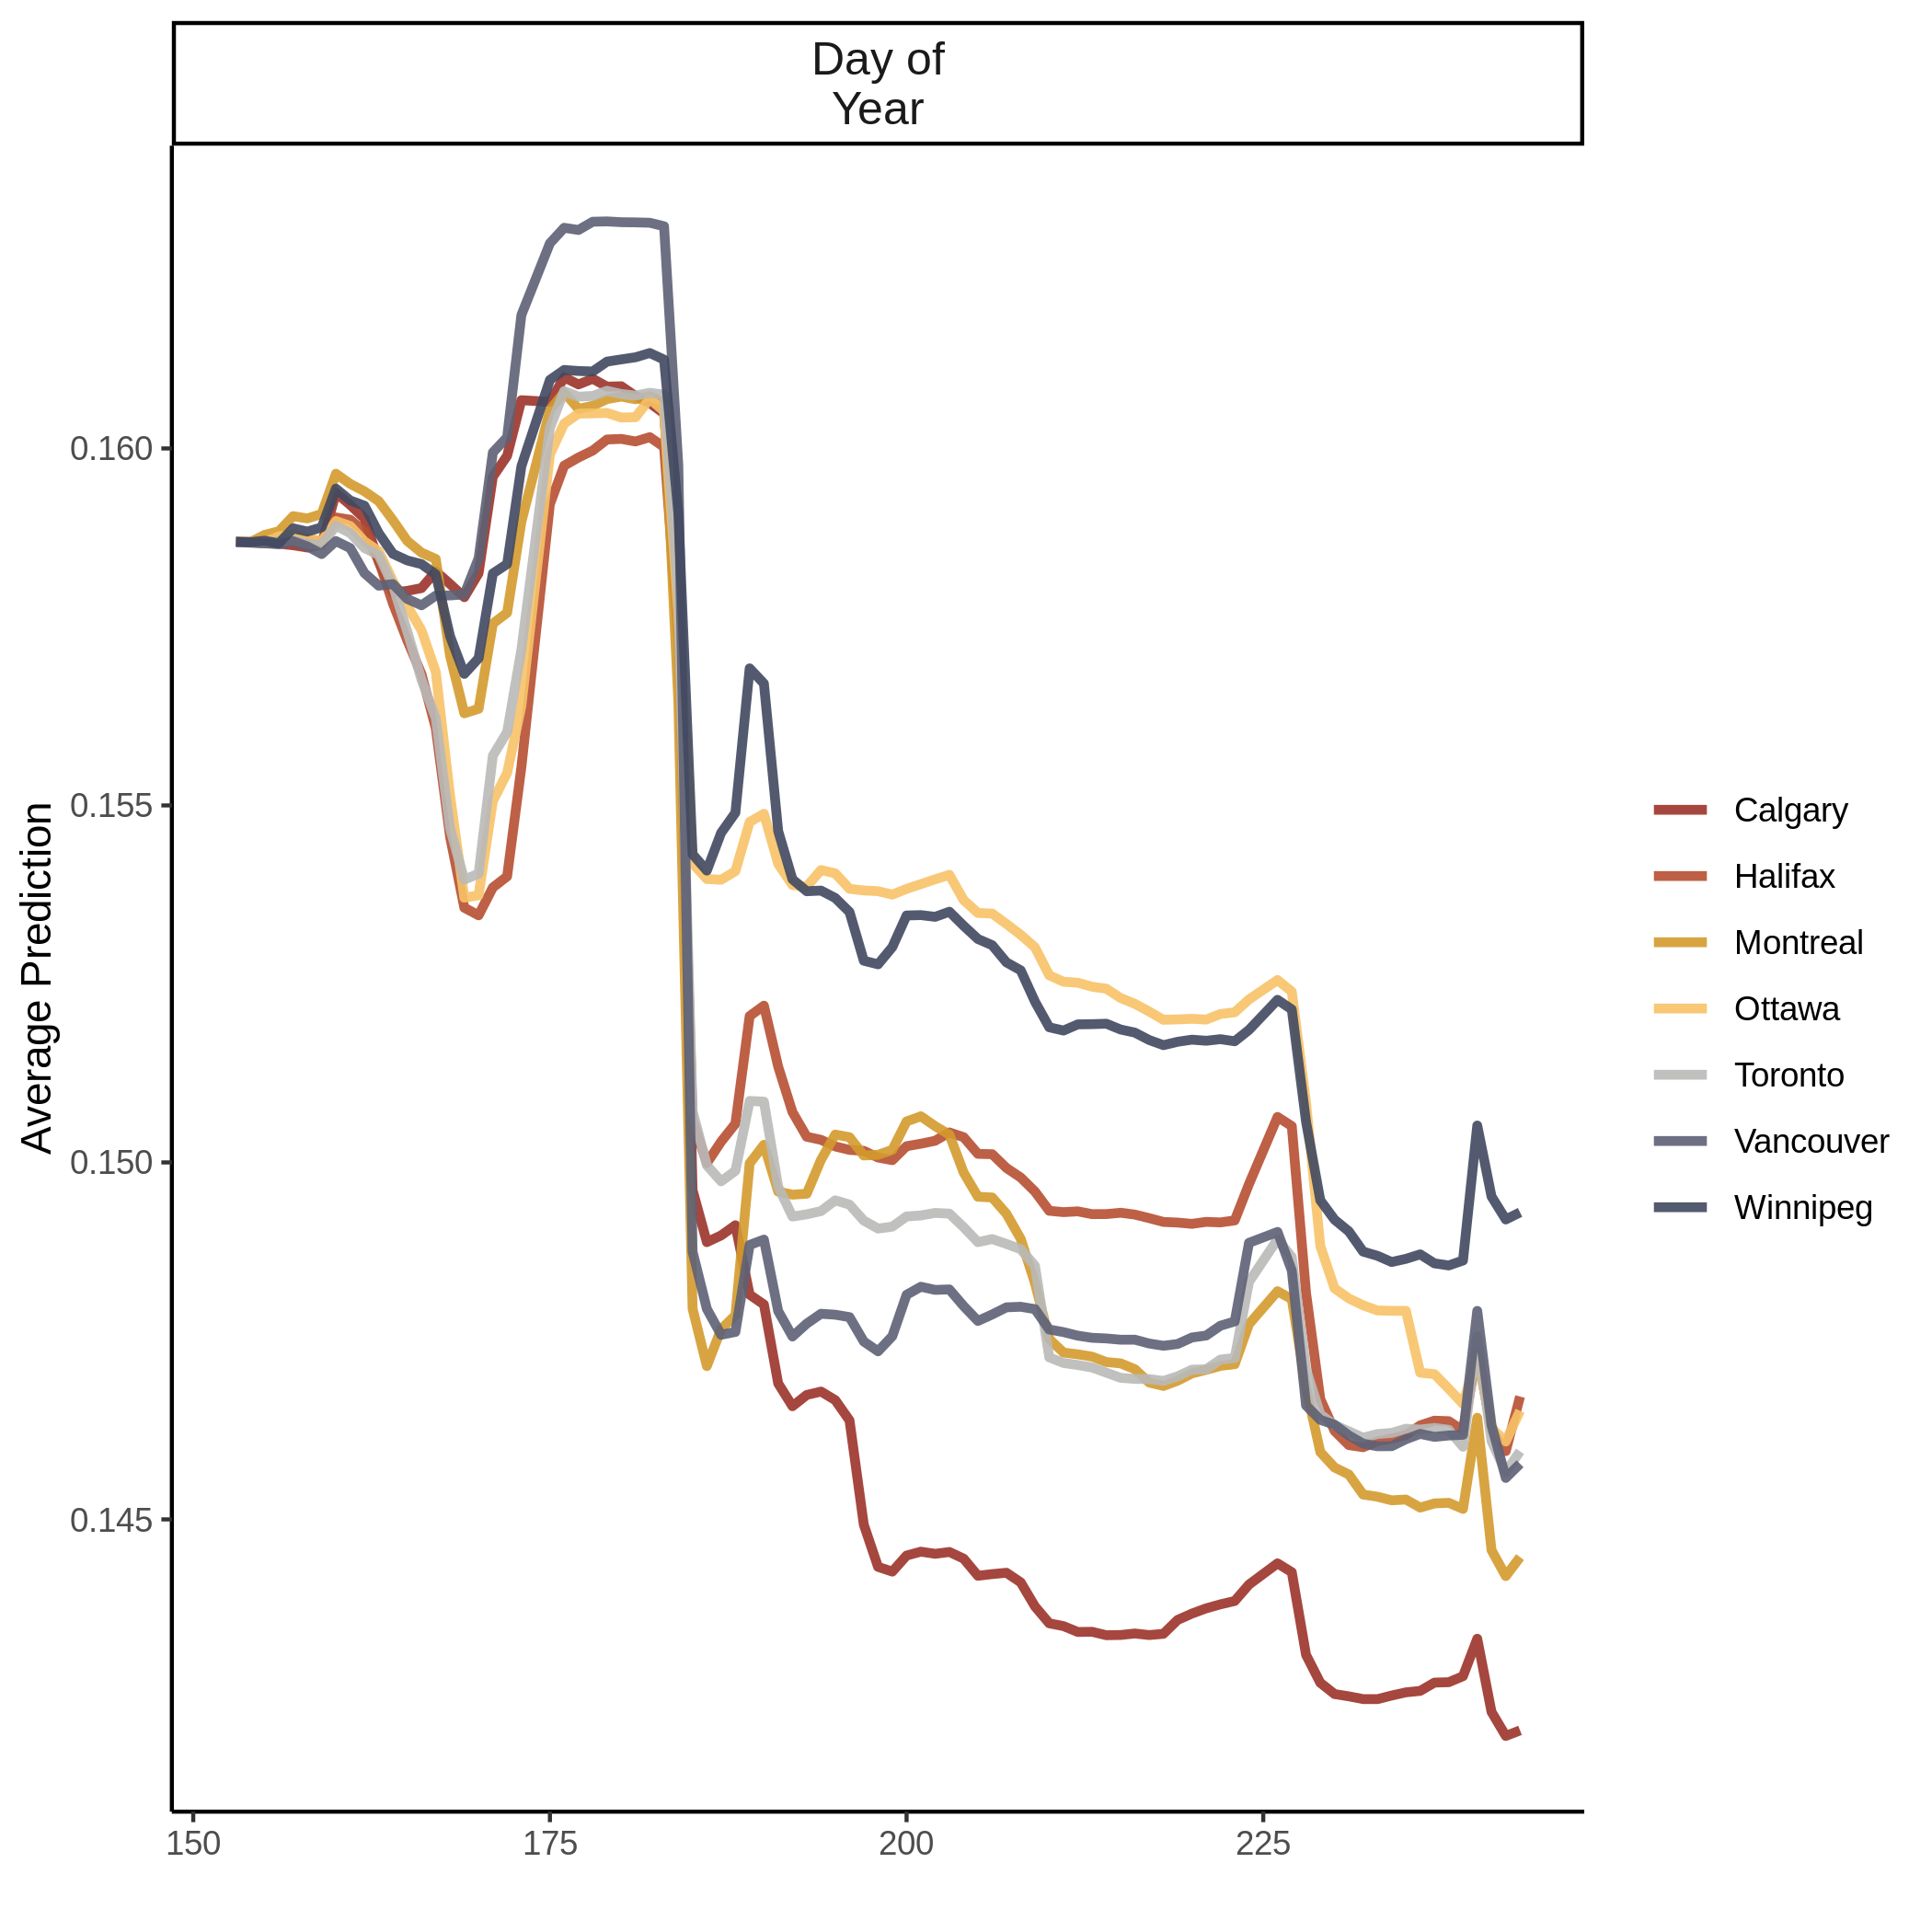 Day of
Year
Average Prediction
0.160
0.155
0.150
0.145
150
175
200
225
Calgary
Halifax
Montreal
Ottawa
Toronto
Vancouver
Winnipeg